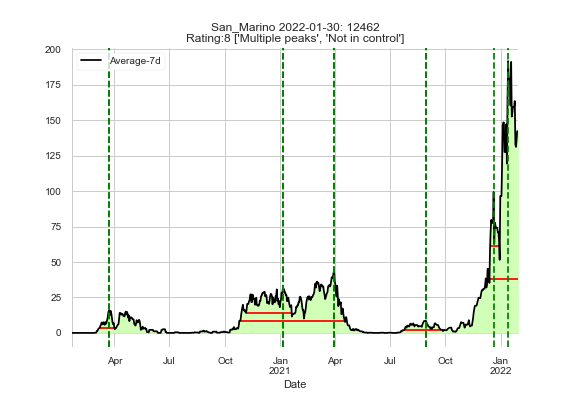 San_Marino 2022-01-30: 12462
Rating:8 ['Multiple peaks', 'Not in control']
Average-7d
200
175
150
125
100
75
50
25
0
Apr Jul Oct Jan Apr Jul Oct Jan
2021 2022
Date